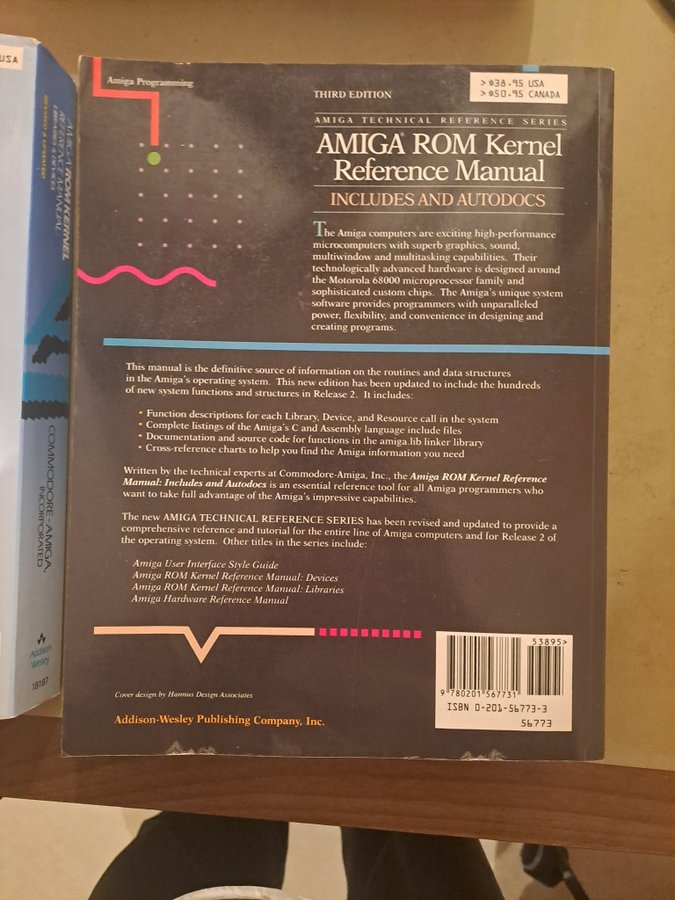 USA
AMIGA ROM KERNEL
REFERENCE MANUAL
LIBRARIES & DEVICES
REVISED & UPDATED
COMMODORE-AMIGA,
INCORPORATED
Addison
Wesley
18187
Amiga Programming
THIRD EDITION
> $38.95 USA
> $50.95 CANADA
AMIGA TECHNICAL REFERENCE SERIES
AMIGA® ROM Kernel
Reference Manual
INCLUDES AND AUTODOCS
The Amiga computers are exciting high-performance
microcomputers with superb graphics, sound,
multiwindow and multitasking capabilities. Their
technologically advanced hardware is designed around
the Motorola 68000 microprocessor family and
sophisticated custom chips. The Amiga's unique system
software provides programmers with unparalleled
power, flexibility, and convenience in designing and
creating programs.
This manual is the definitive source of information on the routines and data structures
in the Amiga's operating system. This new edition has been updated to include the hundreds
of new system functions and structures in Release 2. It includes:
• Function descriptions for each Library, Device, and Resource call in the system
• Complete listings of the Amiga's C and Assembly language include files
• Documentation and source code for functions in the amiga.lib linker library
• Cross-reference charts to help you find the Amiga information you need
Written by the technical experts at Commodore-Amiga, Inc., the Amiga ROM Kernel Reference
Manual: Includes and Autodocs is an essential reference tool for all Amiga programmers who
want to take full advantage of the Amiga's impressive capabilities.
The new AMIGA TECHNICAL REFERENCE SERIES has been revised and updated to provide a
comprehensive reference and tutorial for the entire line of Amiga computers and for Release 2 of
the operating system. Other titles in the series include:
Amiga User Interface Style Guide
Amiga ROM Kernel Reference Manual: Devices
Amiga ROM Kernel Reference Manual: Libraries
Amiga Hardware Reference Manual
Cover design by Hannus Design Associates
Addison-Wesley Publishing Company, Inc.
53895>
9 780201 567731
ISBN 0-201-56773-3
56773